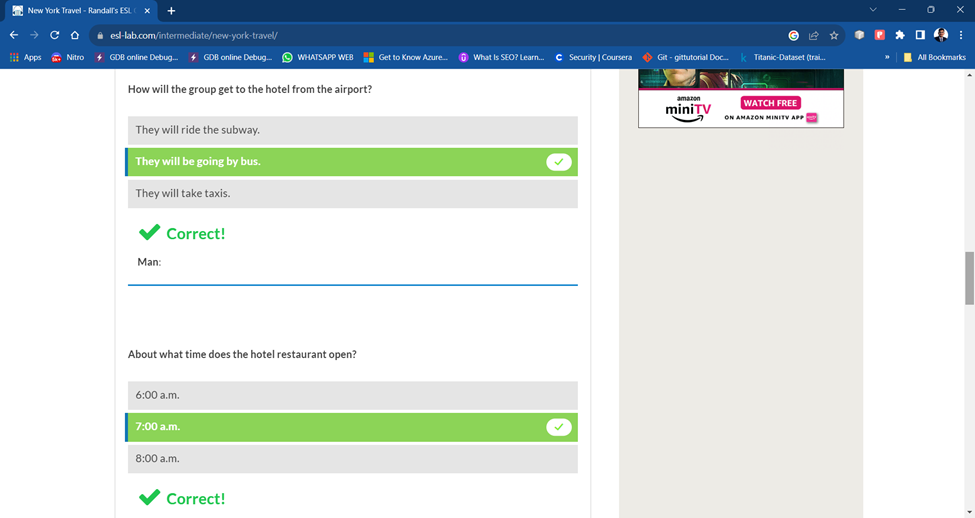 New York Travel - Randall's ESL
esl-lab.com/intermediate/new-york-travel/
Apps Nitro GDB online Debug... GDB online Debug... WHATSAPP WEB Get to Know Azure... What Is SEO? Learn... Security | Coursera Git - gittutorial Doc... Titanic-Dataset (trai... » All Bookmarks
How will the group get to the hotel from the airport?
They will ride the subway.
They will be going by bus.
They will take taxis.
Correct!
Man:
About what time does the hotel restaurant open?
6:00 a.m.
7:00 a.m.
8:00 a.m.
Correct!
amazon
miniTV
WATCH FREE
ON AMAZON MINITV APP